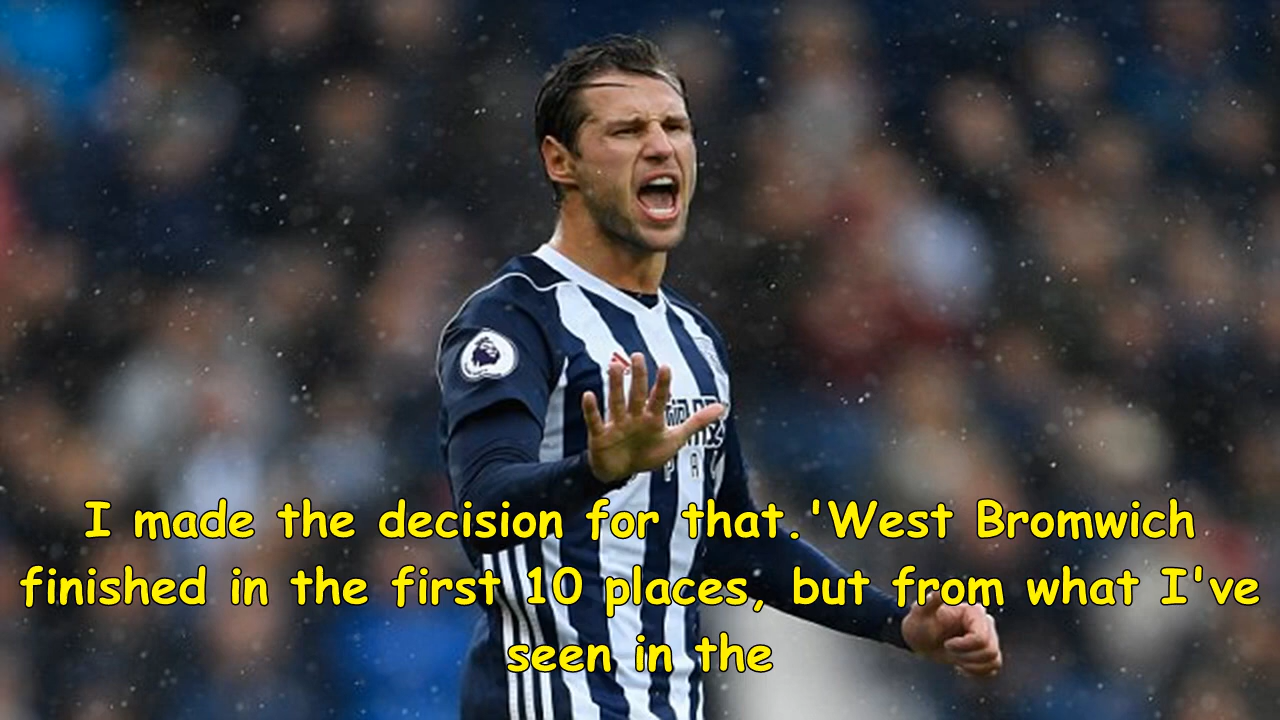 I made the decision for that.'West Bromwich
finished in the first 10 places, but from what I've
seen in the